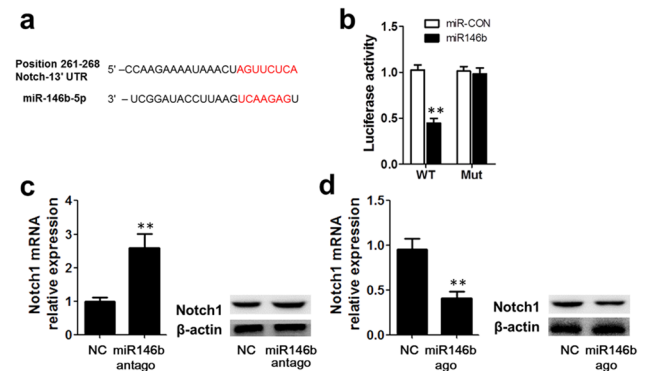 a
Position 261-268
Notch-13' UTR
5' –CCAAGAAAAUAAACUAGUUCUCA
miR-146b-5p
3' - UCGGAUACCUUAAGUCAAGAGU
b
miR-CON
miR146b
Luciferase activity
1.5
1.0
0.5
0.0
**
WT
Mut
c
Notch1 mRNA
relative expression
4
3
2
1
0
**
NC
miR146b
antago
Notch1
β-actin
NC
miR146b
antago
d
Notch1 mRNA
relative expression
1.5
1.0
0.5
0.0
**
NC
miR146b
ago
Notch1
β-actin
NC
miR146b
ago